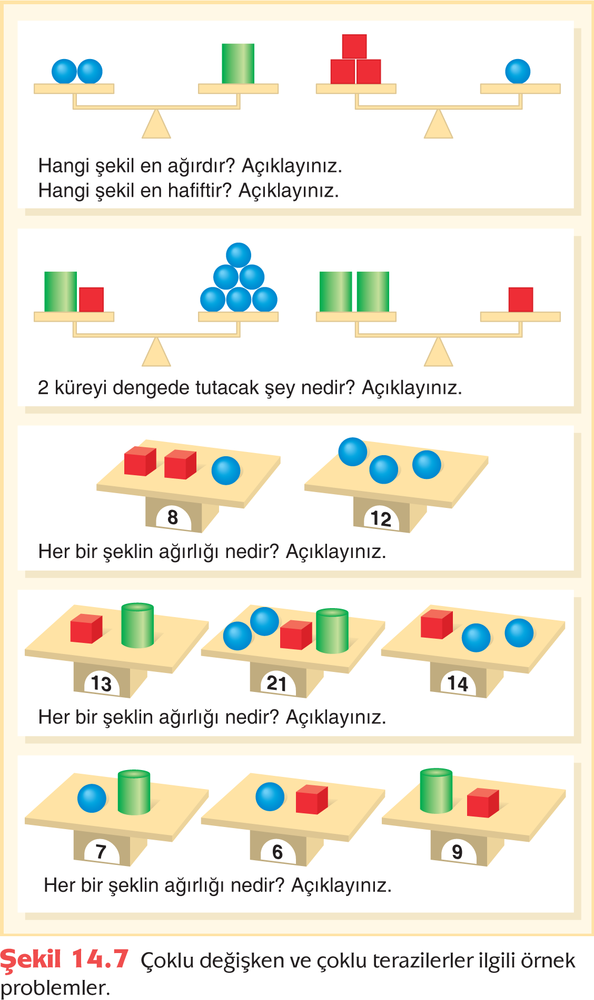 Hangi şekil en ağırdır? Açıklayınız.
Hangi şekil en hafiftir? Açıklayınız.
2 küreyi dengede tutacak şey nedir? Açıklayınız.
8
12
Her bir şeklin ağırlığı nedir? Açıklayınız.
13
21
14
Her bir şeklin ağırlığı nedir? Açıklayınız.
7
6
9
Her bir şeklin ağırlığı nedir? Açıklayınız.
Şekil 14.7 Çoklu değişken ve çoklu terazilerler ilgili örnek
problemler.